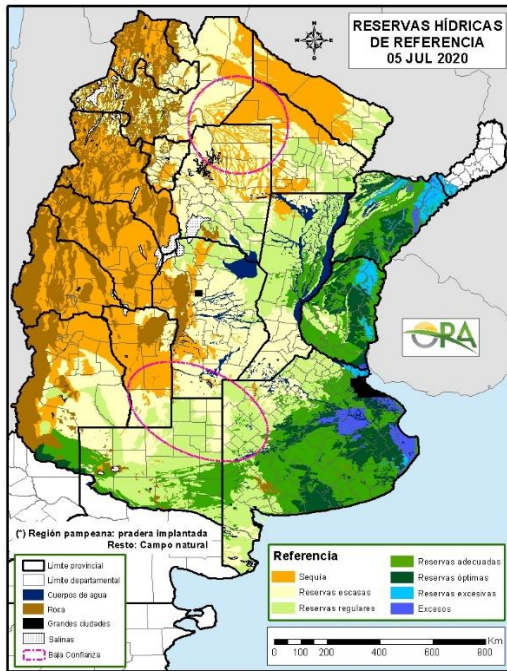 RESERVAS HÍDRICAS
DE REFERENCIA
05 JUL 2020
ORA
(*) Región pampeana: pradera implantada
Resto: Campo natural
Límite provincial
Límite departamental
Cuerpos de agua
Roca
Grandes ciudades
Salinas
Baja Confianza
Referencia
Sequía
Reservas escasas
Reservas regulares
Reservas adecuadas
Reservas óptimas
Reservas excesivas
Excesos
Km
0 100 200 400 600 800